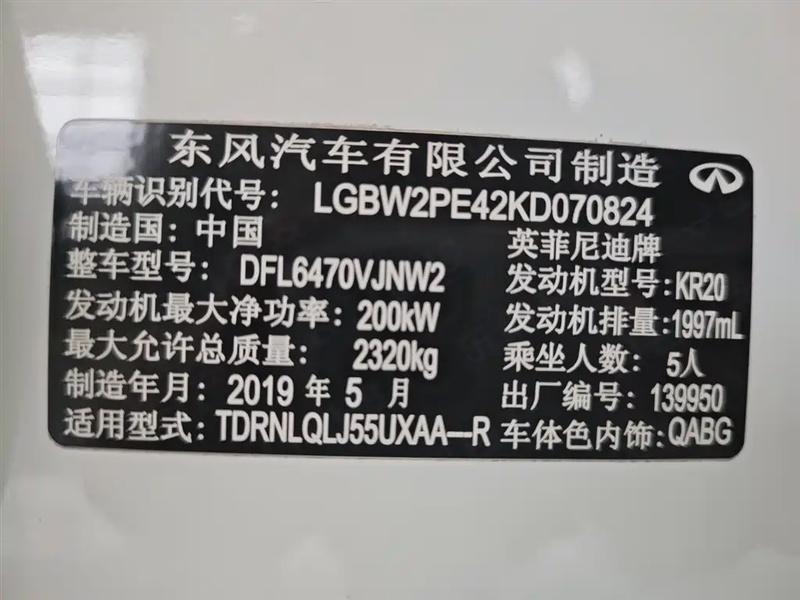 东风汽车有限公司制造
车辆识别代号: LGBW2PE42KD070824
制造国: 中国 英菲尼迪牌
整车型号: DFL6470VJNW2 发动机型号:KR20
发动机最大净功率: 200kW 发动机排量:1997mL
最大允许总质量: 2320kg 乘坐人数: 5人
制造年月: 2019 年 5 月 出厂编号: 139950
适用型式: TDRNLQLJ55UXAA---R 车体色内饰:QABG